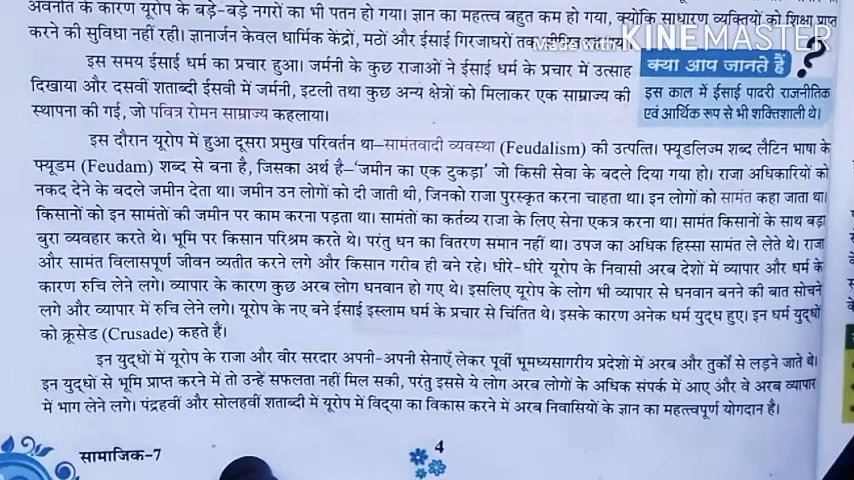 अवनति के कारण यूरोप के बड़े-बड़े नगरों का भी पतन हो गया। ज्ञान का महत्त्व बहुत कम हो गया, क्योंकि साधारण व्यक्तियों को शिक्षा प्राप्त
करने की सुविधा नहीं रही। ज्ञानार्जन केवल धार्मिक केंद्रों, मठों और ईसाई गिरजाघरों तक
Made with KINEMASTER
इस समय ईसाई धर्म का प्रचार हुआ। जर्मनी के कुछ राजाओं ने ईसाई धर्म के प्रचार में उत्साह
दिखाया और दसवीं शताब्दी ईसवी में जर्मनी, इटली तथा कुछ अन्य क्षेत्रों को मिलाकर एक साम्राज्य की
स्थापना की गई, जो पवित्र रोमन साम्राज्य कहलाया।
क्या आप जानते हैं ?
इस काल में ईसाई पादरी राजनीतिक
एवं आर्थिक रूप से भी शक्तिशाली थे।
इस दौरान यूरोप में हुआ दूसरा प्रमुख परिवर्तन था—सामंतवादी व्यवस्था (Feudalism) की उत्पत्ति। फ्यूडलिज्म शब्द लैटिन भाषा के
फ्यूडम (Feudam) शब्द से बना है, जिसका अर्थ है—'जमीन का एक टुकड़ा' जो किसी सेवा के बदले दिया गया हो। राजा अधिकारियों को
नकद देने के बदले जमीन देता था। जमीन उन लोगों को दी जाती थी, जिनको राजा पुरस्कृत करना चाहता था। इन लोगों को सामंत कहा जाता था।
किसानों को इन सामंतों की जमीन पर काम करना पड़ता था। सामंतों का कर्तव्य राजा के लिए सेना एकत्र करना था। सामंत किसानों के साथ बड़ा
बुरा व्यवहार करते थे। भूमि पर किसान परिश्रम करते थे। परंतु धन का वितरण समान नहीं था। उपज का अधिक हिस्सा सामंत ले लेते थे। राजा
और सामंत विलासपूर्ण जीवन व्यतीत करने लगे और किसान गरीब ही बने रहे। धीरे-धीरे यूरोप के निवासी अरब देशों में व्यापार और धर्म के
कारण रुचि लेने लगे। व्यापार के कारण कुछ अरब लोग धनवान हो गए थे। इसलिए यूरोप के लोग भी व्यापार से धनवान बनने की बात सोचने
लगे और व्यापार में रुचि लेने लगे। यूरोप के नए बने ईसाई इस्लाम धर्म के प्रचार से चिंतित थे। इसके कारण अनेक धर्म युद्ध हुए। इन धर्म युद्धों
को क्रूसेड (Crusade) कहते हैं।
इन युद्धों में यूरोप के राजा और वीर सरदार अपनी-अपनी सेनाएँ लेकर पूर्वी भूमध्यसागरीय प्रदेशों में अरब और तुर्कों से लड़ने जाते थे।
इन युद्धों से भूमि प्राप्त करने में तो उन्हें सफलता नहीं मिल सकी, परंतु इससे ये लोग अरब लोगों के अधिक संपर्क में आए और वे अरब व्यापार
में भाग लेने लगे। पंद्रहवीं और सोलहवीं शताब्दी में यूरोप में विद्या का विकास करने में अरब निवासियों के ज्ञान का महत्त्वपूर्ण योगदान है।
सामाजिक-7
4